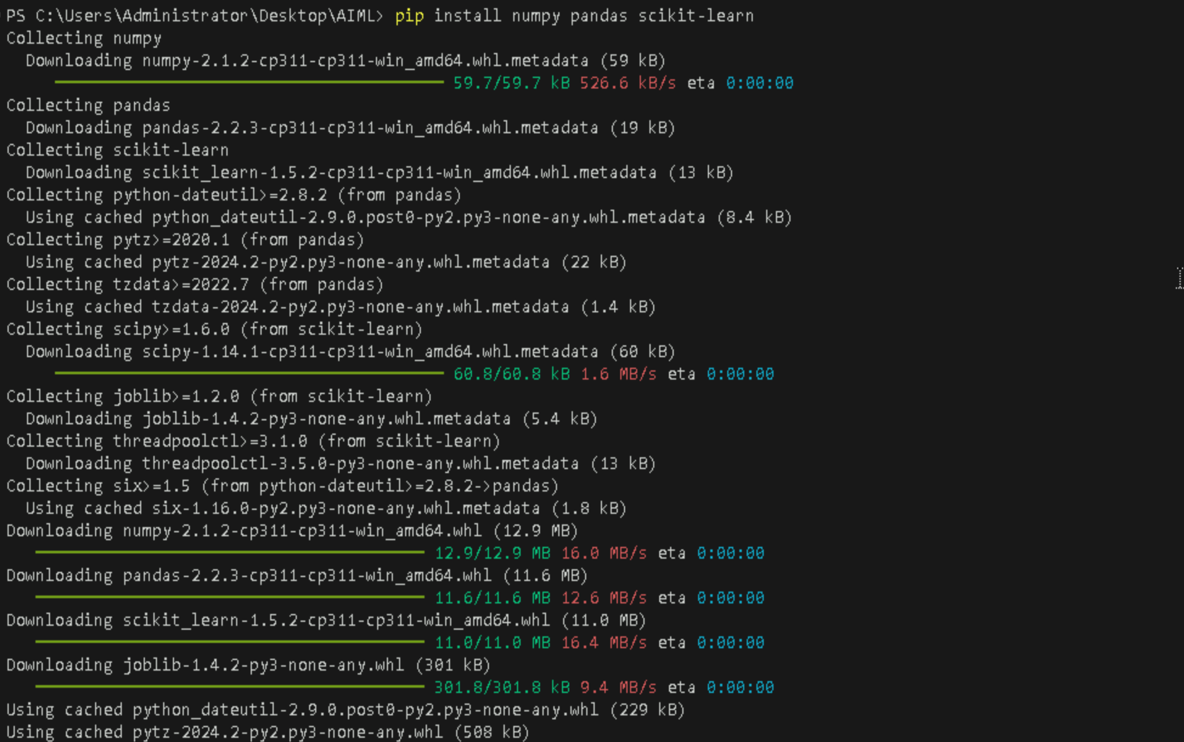 PS C:\Users\Administrator\Desktop\AIML> pip install numpy pandas scikit-learn
Collecting numpy
Downloading numpy-2.1.2-cp311-cp311-win_amd64.whl.metadata (59 kB)
59.7/59.7 kB 526.6 kB/s eta 0:00:00
Collecting pandas
Downloading pandas-2.2.3-cp311-cp311-win_amd64.whl.metadata (19 kB)
Collecting scikit-learn
Downloading scikit_learn-1.5.2-cp311-cp311-win_amd64.whl.metadata (13 kB)
Collecting python-dateutil>=2.8.2 (from pandas)
Using cached python_dateutil-2.9.0.post0-py2.py3-none-any.whl.metadata (8.4 kB)
Collecting pytz>=2020.1 (from pandas)
Using cached pytz-2024.2-py2.py3-none-any.whl.metadata (22 kB)
Collecting tzdata>=2022.7 (from pandas)
Using cached tzdata-2024.2-py2.py3-none-any.whl.metadata (1.4 kB)
Collecting scipy>=1.6.0 (from scikit-learn)
Downloading scipy-1.14.1-cp311-cp311-win_amd64.whl.metadata (60 kB)
60.8/60.8 kB 1.6 MB/s eta 0:00:00
Collecting joblib>=1.2.0 (from scikit-learn)
Downloading joblib-1.4.2-py3-none-any.whl.metadata (5.4 kB)
Collecting threadpoolctl>=3.1.0 (from scikit-learn)
Downloading threadpoolctl-3.5.0-py3-none-any.whl.metadata (13 kB)
Collecting six>=1.5 (from python-dateutil>=2.8.2->pandas)
Using cached six-1.16.0-py2.py3-none-any.whl.metadata (1.8 kB)
Downloading numpy-2.1.2-cp311-cp311-win_amd64.whl (12.9 MB)
12.9/12.9 MB 16.0 MB/s eta 0:00:00
Downloading pandas-2.2.3-cp311-cp311-win_amd64.whl (11.6 MB)
11.6/11.6 MB 12.6 MB/s eta 0:00:00
Downloading scikit_learn-1.5.2-cp311-cp311-win_amd64.whl (11.0 MB)
11.0/11.0 MB 16.4 MB/s eta 0:00:00
Downloading joblib-1.4.2-py3-none-any.whl (301 kB)
301.8/301.8 kB 9.4 MB/s eta 0:00:00
Using cached python_dateutil-2.9.0.post0-py2.py3-none-any.whl (229 kB)
Using cached pytz-2024.2-py2.py3-none-any.whl (508 kB)